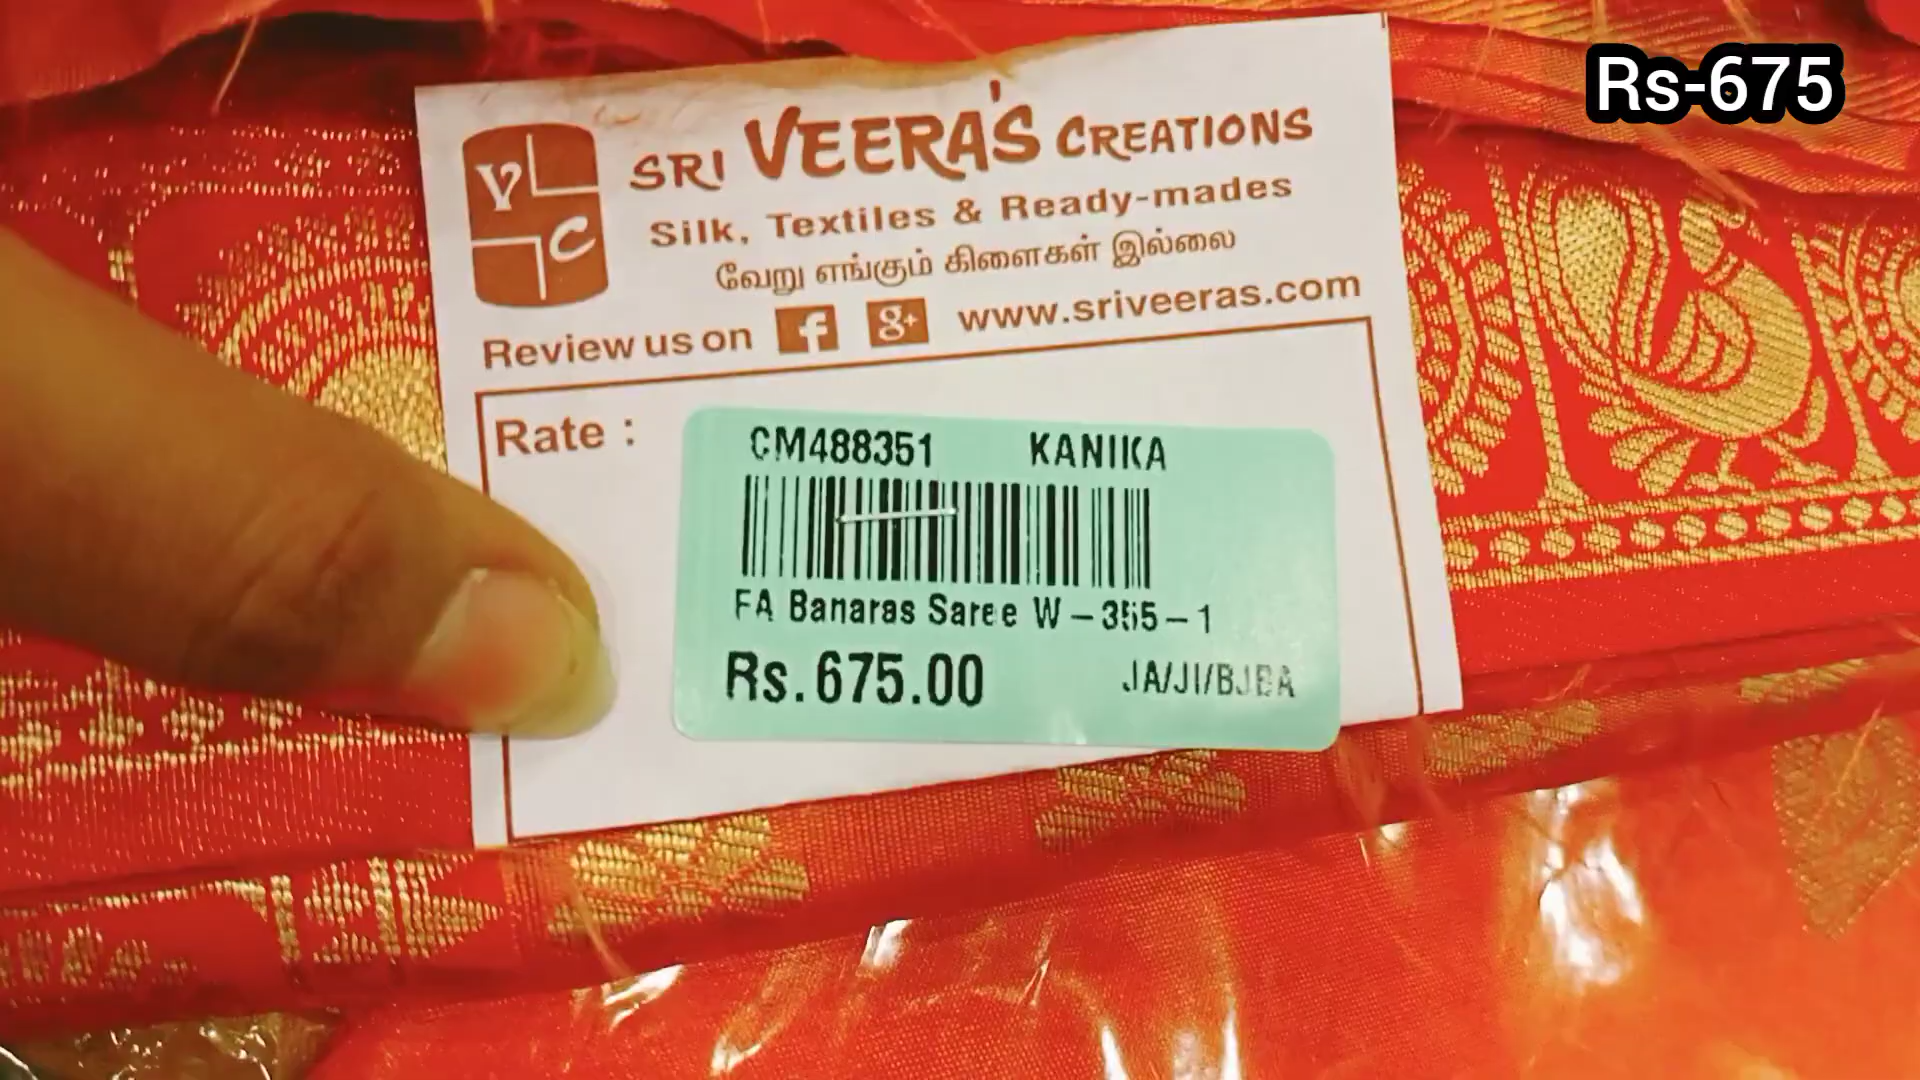 Rs-675
V
C
SRI VEERA'S CREATIONS
Silk, Textiles & Ready-mades
வேறு எங்கும் கிளைகள் இல்லை
Review us on f g+ www.sriveeras.com
Rate :
CM488351 KANIKA
FA Banaras Saree W-355-1
Rs.675.00 JA/JI/BJBA